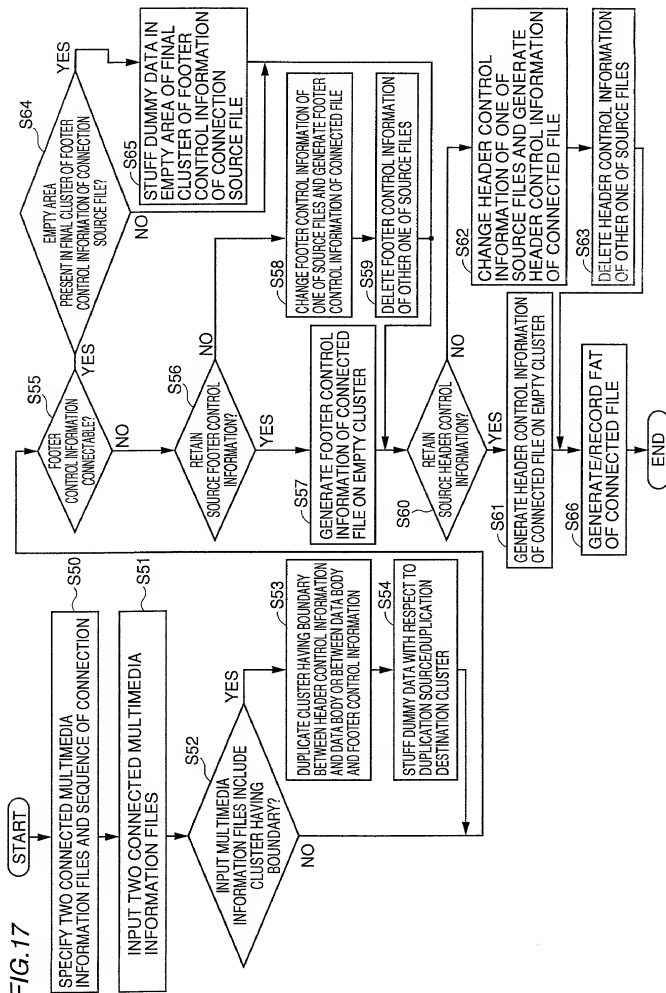 FIG.17
START
S50
SPECIFY TWO CONNECTED MULTIMEDIA
INFORMATION FILES AND SEQUENCE OF CONNECTION
S51
INPUT TWO CONNECTED MULTIMEDIA
INFORMATION FILES
S52
INPUT MULTIMEDIA
INFORMATION FILES INCLUDE
CLUSTER HAVING
BOUNDARY?
YES
NO
S53
DUPLICATE CLUSTER HAVING BOUNDARY
BETWEEN HEADER CONTROL INFORMATION
AND DATA BODY OR BETWEEN DATA BODY
AND FOOTER CONTROL INFORMATION
S54
STUFF DUMMY DATA WITH RESPECT TO
DUPLICATION SOURCE/DUPLICATION
DESTINATION CLUSTER
S55
FOOTER
CONTROL INFORMATION
CONNECTABLE?
YES
NO
S64
EMPTY AREA
PRESENT IN FINAL CLUSTER OF FOOTER
CONTROL INFORMATION OF CONNECTION
SOURCE FILE?
YES
NO
S65
STUFF DUMMY DATA IN
EMPTY AREA OF FINAL
CLUSTER OF FOOTER
CONTROL INFORMATION
OF CONNECTION
SOURCE FILE
S56
RETAIN
SOURCE FOOTER CONTROL
INFORMATION?
NO
YES
S58
CHANGE FOOTER CONTROL INFORMATION OF
ONE OF SOURCE FILES AND GENERATE FOOTER
CONTROL INFORMATION OF CONNECTED FILE
S59
DELETE FOOTER CONTROL INFORMATION
OF OTHER ONE OF SOURCE FILES
S57
GENERATE FOOTER CONTROL
INFORMATION OF CONNECTED
FILE ON EMPTY CLUSTER
S60
RETAIN
SOURCE HEADER CONTROL
INFORMATION?
NO
YES
S62
CHANGE HEADER CONTROL
INFORMATION OF ONE OF
SOURCE FILES AND GENERATE
HEADER CONTROL INFORMATION
OF CONNECTED FILE
S63
DELETE HEADER CONTROL INFORMATION
OF OTHER ONE OF SOURCE FILES
S61
GENERATE HEADER CONTROL INFORMATION
OF CONNECTED FILE ON EMPTY CLUSTER
S66
GENERATE/RECORD FAT
OF CONNECTED FILE
END